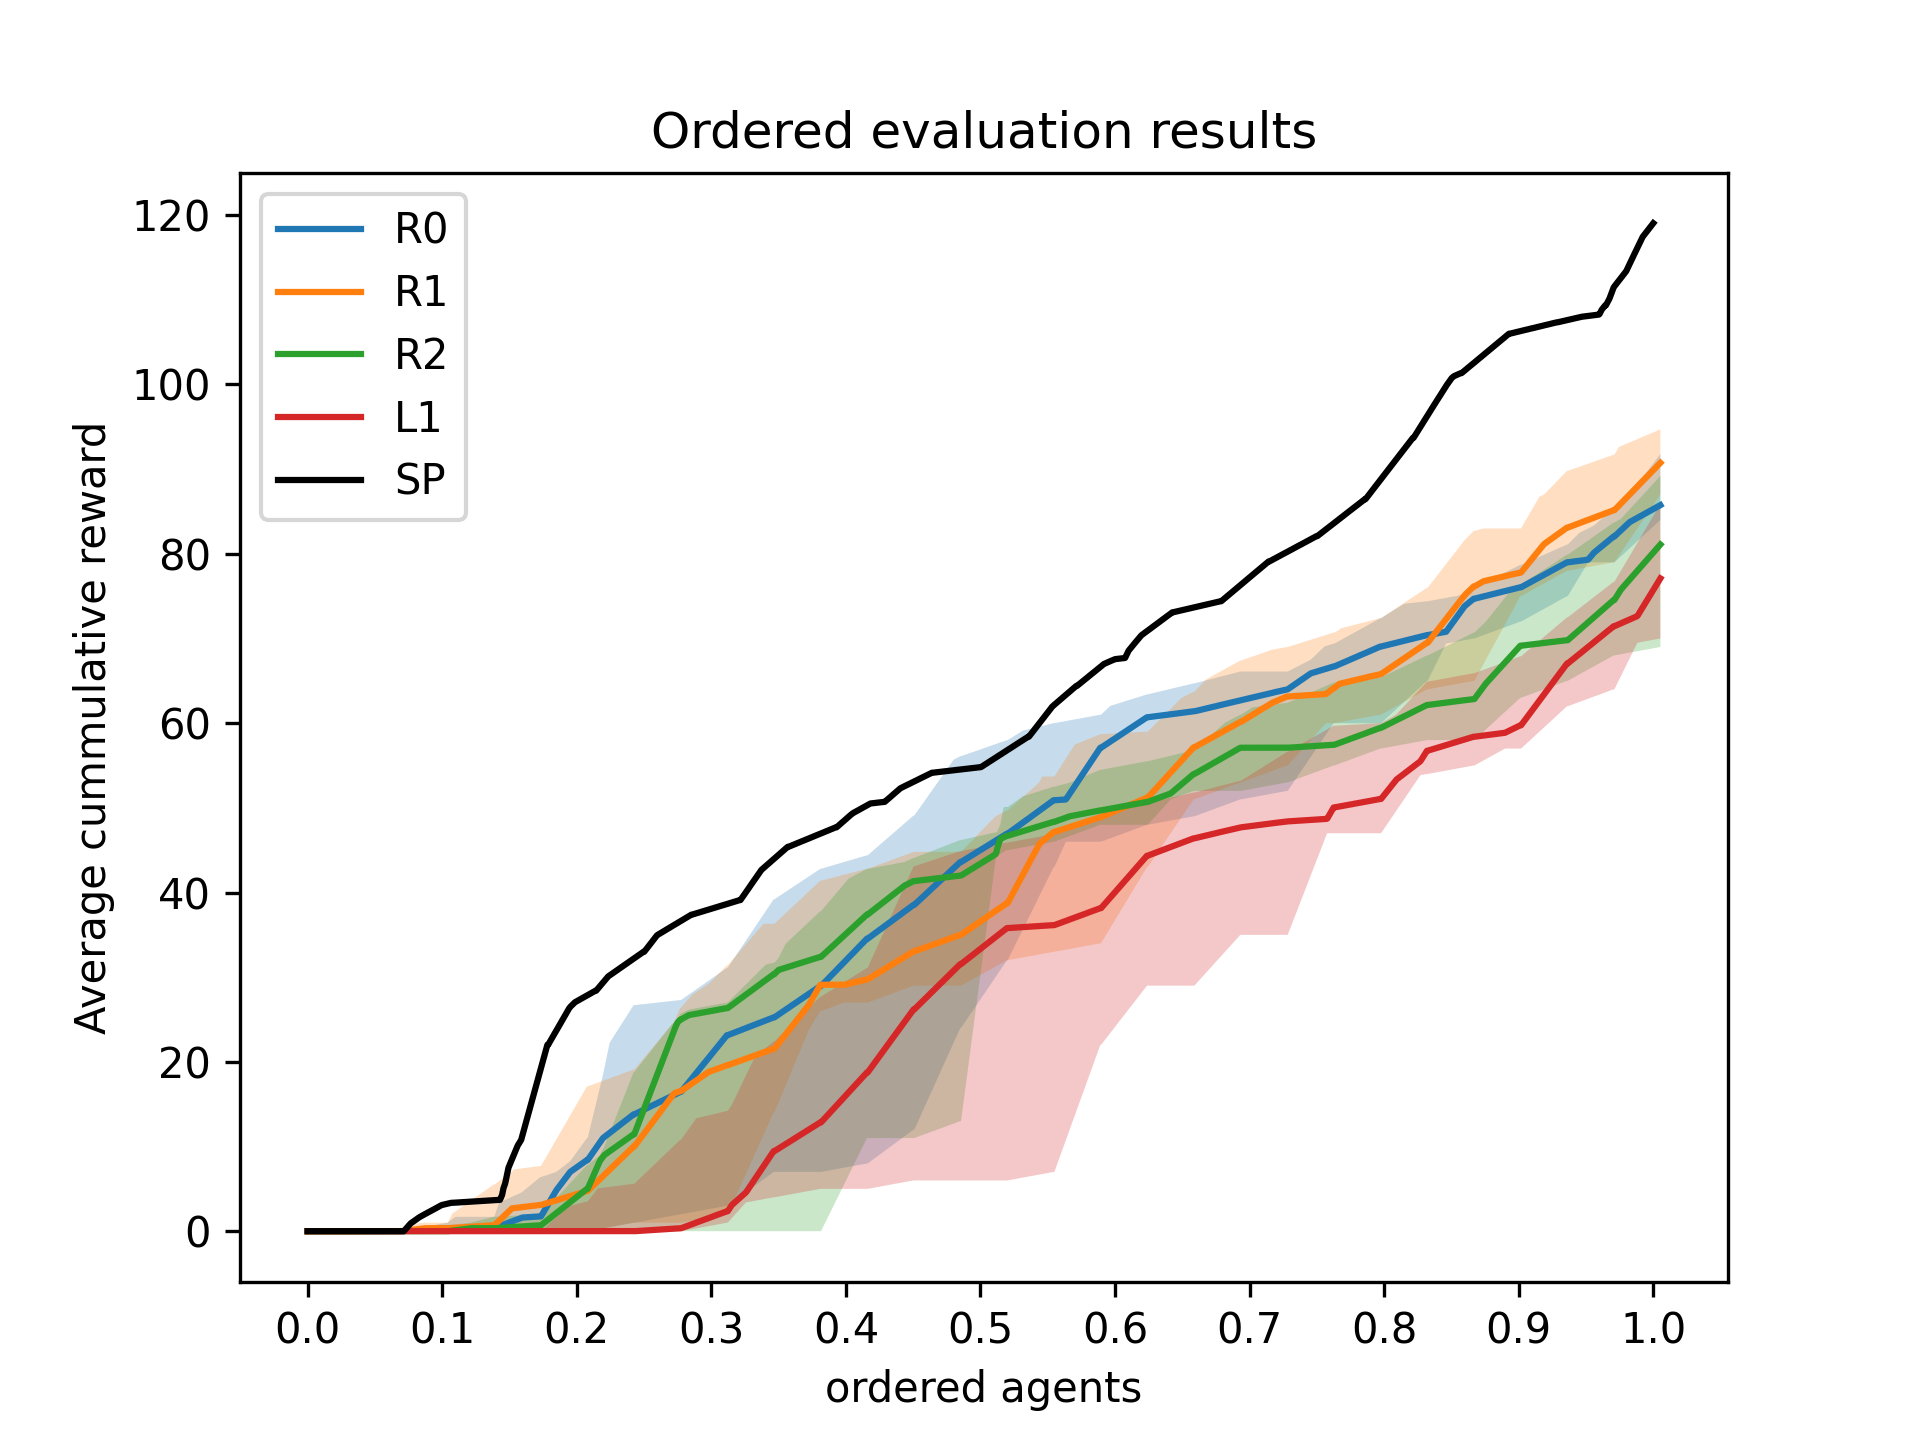 Ordered evaluation results
R0
R1
R2
L1
SP
120
100
80
60
40
20
0
Average cummulative reward
0.0 0.1 0.2 0.3 0.4 0.5 0.6 0.7 0.8 0.9 1.0
ordered agents